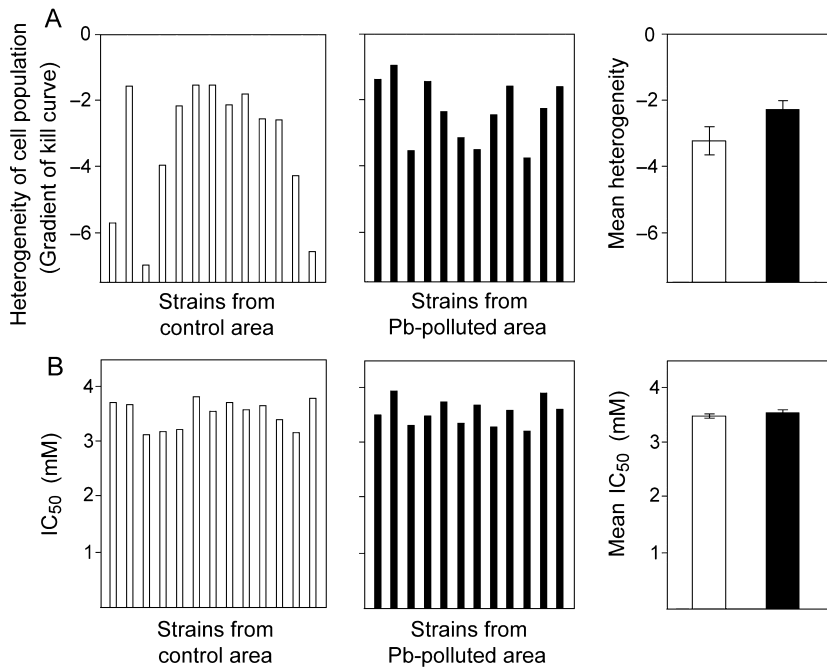 A
Heterogeneity of cell population
(Gradient of kill curve)
0
−2
−4
−6
Strains from
control area
Strains from
Pb-polluted area
Mean heterogeneity
0
−2
−4
−6
B
IC50 (mM)
4
3
2
1
Strains from
control area
Strains from
Pb-polluted area
Mean IC50 (mM)
4
3
2
1